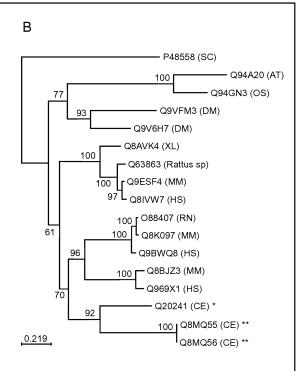 B
P48558 (SC)
100
Q94A20 (AT)
77
Q94GN3 (OS)
Q9VFM3 (DM)
93
Q9V6H7 (DM)
Q8AVK4 (XL)
100
Q63863 (Rattus sp)
100
Q9ESF4 (MM)
97
Q8IVW7 (HS)
O88407 (RN)
100
61
100
Q8K097 (MM)
96
Q9BWQ8 (HS)
Q8BJZ3 (MM)
100
70
Q969X1 (HS)
Q20241 (CE) *
92
100
Q8MQ55 (CE) **
0.219
Q8MQ56 (CE) **